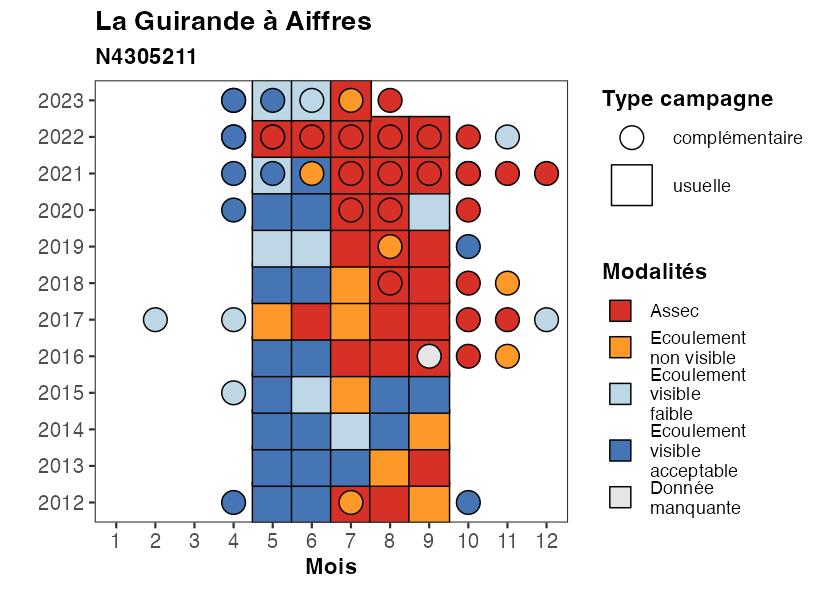 La Guirande à Aiffres
N4305211
2023
2022
2021
2020
2019
2018
2017
2016
2015
2014
2013
2012
1 2 3 4 5 6 7 8 9 10 11 12
Mois
Type campagne
complémentaire
usuelle
Modalités
Assec
Ecoulement
non visible
Ecoulement
visible
faible
Ecoulement
visible
acceptable
Donnée
manquante